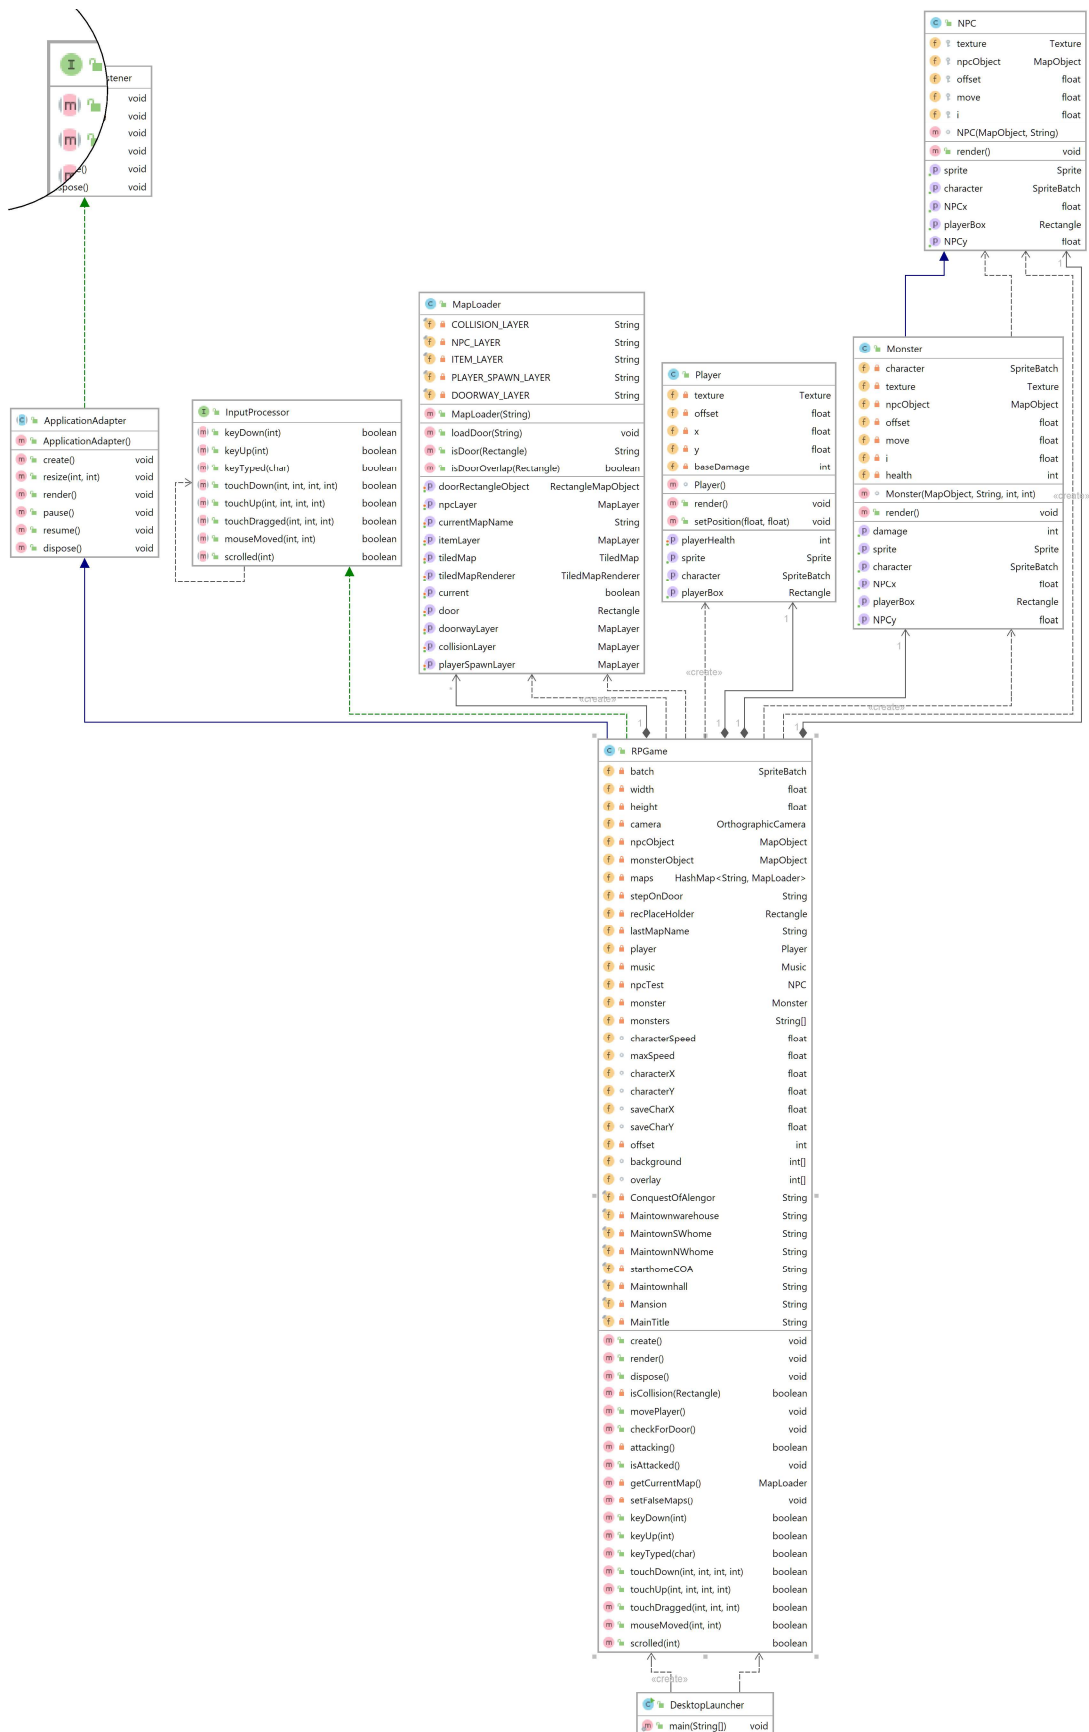 NPC
texture Texture
npcObject MapObject
offset float
move float
i float
NPC(MapObject, String)
render() void
sprite Sprite
character SpriteBatch
NPCx float
playerBox Rectangle
NPCy float
1
void
void
void
void
void
void
MapLoader
COLLISION_LAYER String
NPC_LAYER String
ITEM_LAYER String
PLAYER_SPAWN_LAYER String
DOORWAY_LAYER String
MapLoader(String)
loadDoor(String) void
isDoor(Rectangle) String
isDoorOverlap(Rectangle) boolean
doorRectangleObject RectangleMapObject
npcLayer MapLayer
currentMapName String
itemLayer MapLayer
tiledMap TiledMap
tiledMapRenderer TiledMapRenderer
current boolean
door Rectangle
doorwayLayer MapLayer
collisionLayer MapLayer
playerSpawnLayer MapLayer
Player
texture Texture
offset float
x float
y float
baseDamage int
Player()
render() void
setPosition(float, float) void
playerHealth int
sprite Sprite
character SpriteBatch
playerBox Rectangle
Monster
character SpriteBatch
texture Texture
npcObject MapObject
offset float
move float
i float
health int
Monster(MapObject, String, int, int)
render() void
damage int
sprite Sprite
character SpriteBatch
NPCx float
playerBox Rectangle
NPCy float
«create»
ApplicationAdapter
ApplicationAdapter()
create() void
resize(int, int) void
render() void
pause() void
resume() void
dispose() void
InputProcessor
keyDown(int) boolean
keyUp(int) boolean
keyTyped(char) boolean
touchDown(int, int, int, int) boolean
touchUp(int, int, int, int) boolean
touchDragged(int, int, int) boolean
mouseMoved(int, int) boolean
scrolled(int) boolean
1
1
«create»
*
«create»
«create»
1
1
1
1
RPGame
batch SpriteBatch
width float
height float
camera OrthographicCamera
npcObject MapObject
monsterObject MapObject
maps HashMap<String, MapLoader>
stepOnDoor String
recPlaceHolder Rectangle
lastMapName String
player Player
music Music
npcTest NPC
monster Monster
monsters String[]
characterSpeed float
maxSpeed float
characterX float
characterY float
saveCharX float
saveCharY float
offset int
background int[]
overlay int[]
ConquestOfAlengor String
Maintownwarehouse String
MaintownSWhome String
MaintownNWhome String
starthomeCOA String
Maintownhall String
Mansion String
MainTitle String
create() void
render() void
dispose() void
isCollision(Rectangle) boolean
movePlayer() void
checkForDoor() void
attacking() boolean
isAttacked() void
getCurrentMap() MapLoader
setFalseMaps() void
keyDown(int) boolean
keyUp(int) boolean
keyTyped(char) boolean
touchDown(int, int, int, int) boolean
touchUp(int, int, int, int) boolean
touchDragged(int, int, int) boolean
mouseMoved(int, int) boolean
scrolled(int) boolean
«create»
DesktopLauncher
main(String[]) void